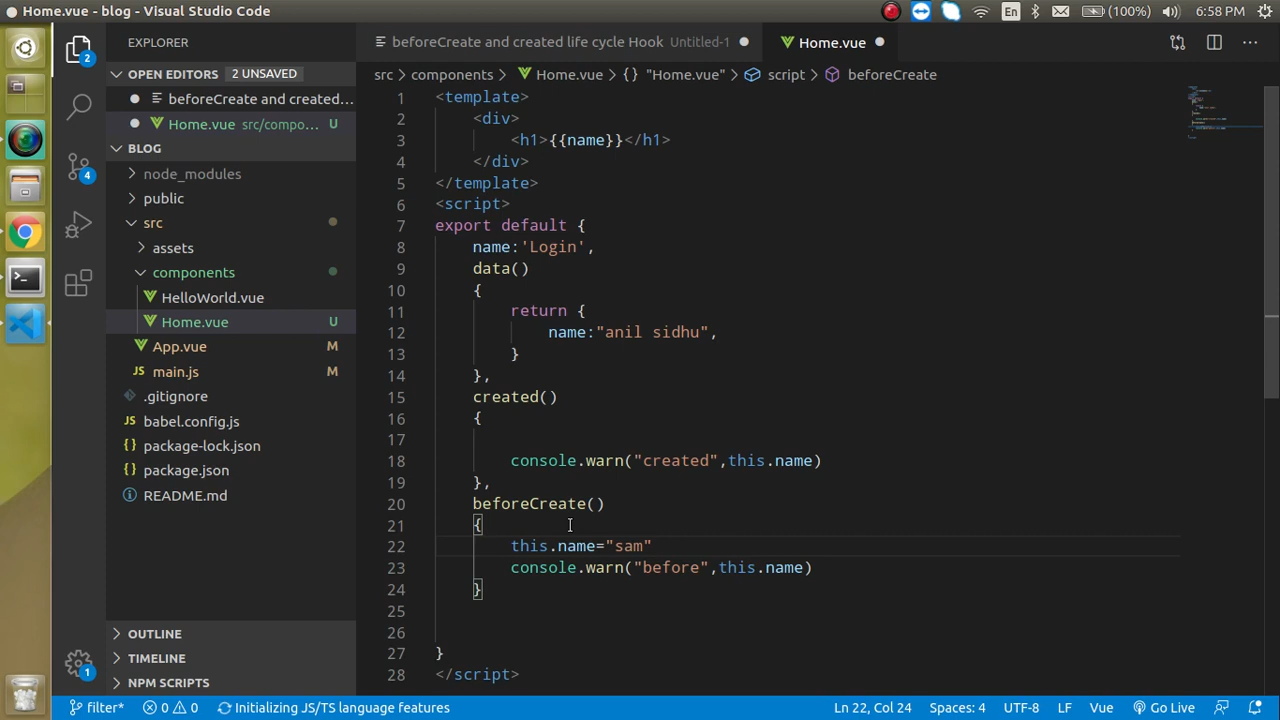 Home.vue - blog - Visual Studio Code En (100%) 6:58 PM
EXPLORER
OPEN EDITORS 2 UNSAVED
beforeCreate and created...
Home.vue src/compo... U
BLOG
node_modules
public
src
assets
components
HelloWorld.vue
Home.vue U
App.vue M
main.js M
.gitignore
babel.config.js
package-lock.json
package.json
README.md
OUTLINE
TIMELINE
NPM SCRIPTS
2
4
1
beforeCreate and created life cycle Hook Untitled-1 Home.vue
src > components > Home.vue > {} "Home.vue" > script > beforeCreate
1 <template>
2 <div>
3 <h1>{{name}}</h1>
4 </div>
5 </template>
6 <script>
7 export default {
8 name:'Login',
9 data()
10 {
11 return {
12 name:"anil sidhu",
13 }
14 },
15 created()
16 {
17
18 console.warn("created",this.name)
19 },
20 beforeCreate()
21 {
22 this.name="sam"
23 console.warn("before",this.name)
24 }
25
26
27 }
28 </script>
filter* 0 0 Initializing JS/TS language features Ln 22, Col 24 Spaces: 4 UTF-8 LF Vue Go Live